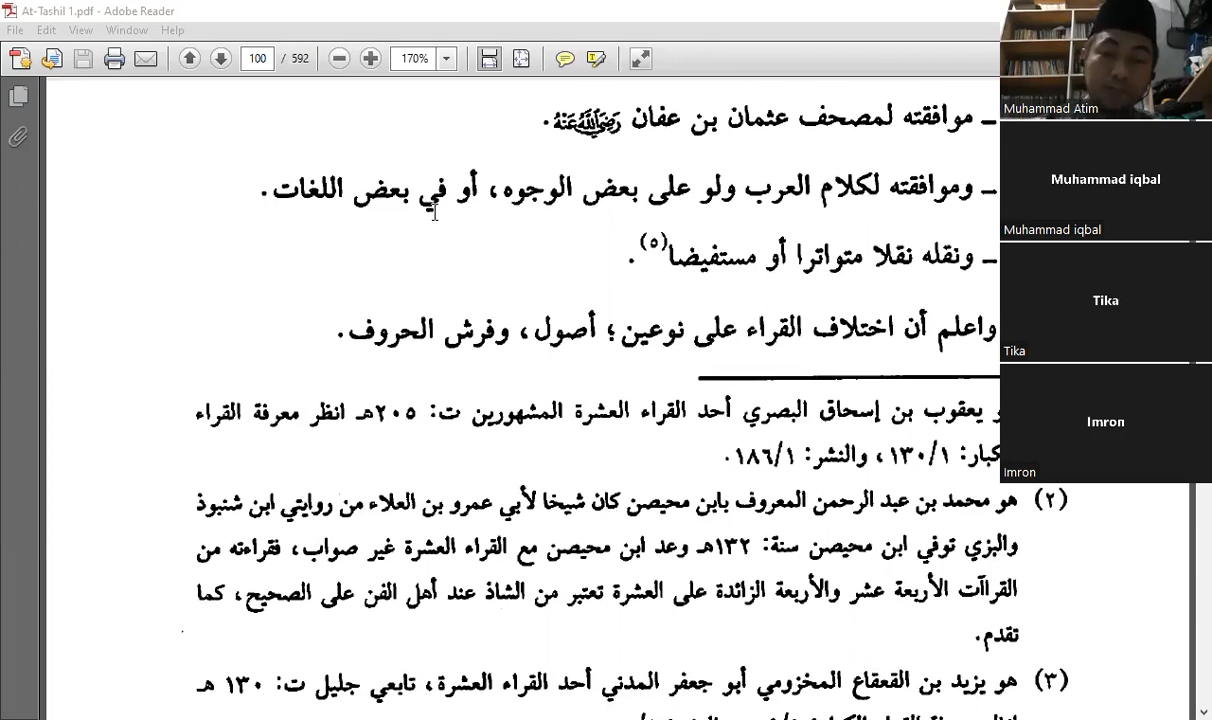 At-Tashil 1.pdf - Adobe Reader
File Edit View Window Help
100 / 592 170%
ـ موافقته لمصحف عثمان بن عفان رَضِيَ اللَّهُ عَنْهُ.
ـ وموافقته لكلام العرب ولو على بعض الوجوه، أو في بعض اللغات.
ـ ونقله نقلا متواترا أو مستفيضا(٥).
واعلم أن اختلاف القراء على نوعين؛ أصول، وفرش الحروف.
و يعقوب بن إسحاق البصري أحد القراء العشرة المشهورين ت: ٢٠٥هـ انظر معرفة القراء
كبار: ١/ ١٣٠، والنشر: ١/ ١٨٦.
(٢) هو محمد بن عبد الرحمن المعروف بابن محيصن كان شيخا لأبي عمرو بن العلاء من روايتي ابن شنبوذ
والبزي توفي ابن محيصن سنة: ١٣٢هـ وعد ابن محيصن مع القراء العشرة غير صواب، فقراءته من
القراآت الأربعة عشر والأربعة الزائدة على العشرة تعتبر من الشاذ عند أهل الفن على الصحيح، كما
تقدم.
(٣) هو يزيد بن القعقاع المخزومي أبو جعفر المدني أحد القراء العشرة، تابعي جليل ت: ١٣٠ هـ
Muhammad Atim
Muhammad iqbal
Muhammad iqbal
Tika
Tika
Imron
Imron